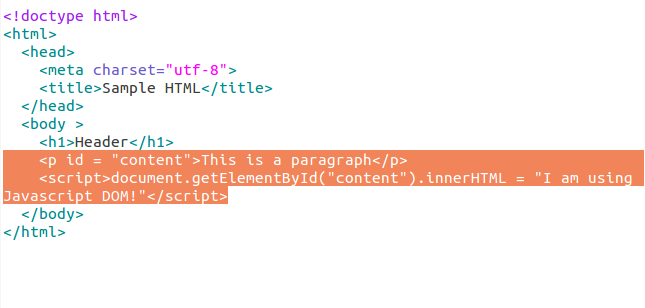 <!doctype html>
<html>
  <head>
    <meta charset="utf-8">
    <title>Sample HTML</title>
  </head>
  <body >
    <h1>Header</h1>
    <p id = "content">This is a paragraph</p>
    <script>document.getElementById("content").innerHTML = "I am using
Javascript DOM!"</script>
  </body>
</html>